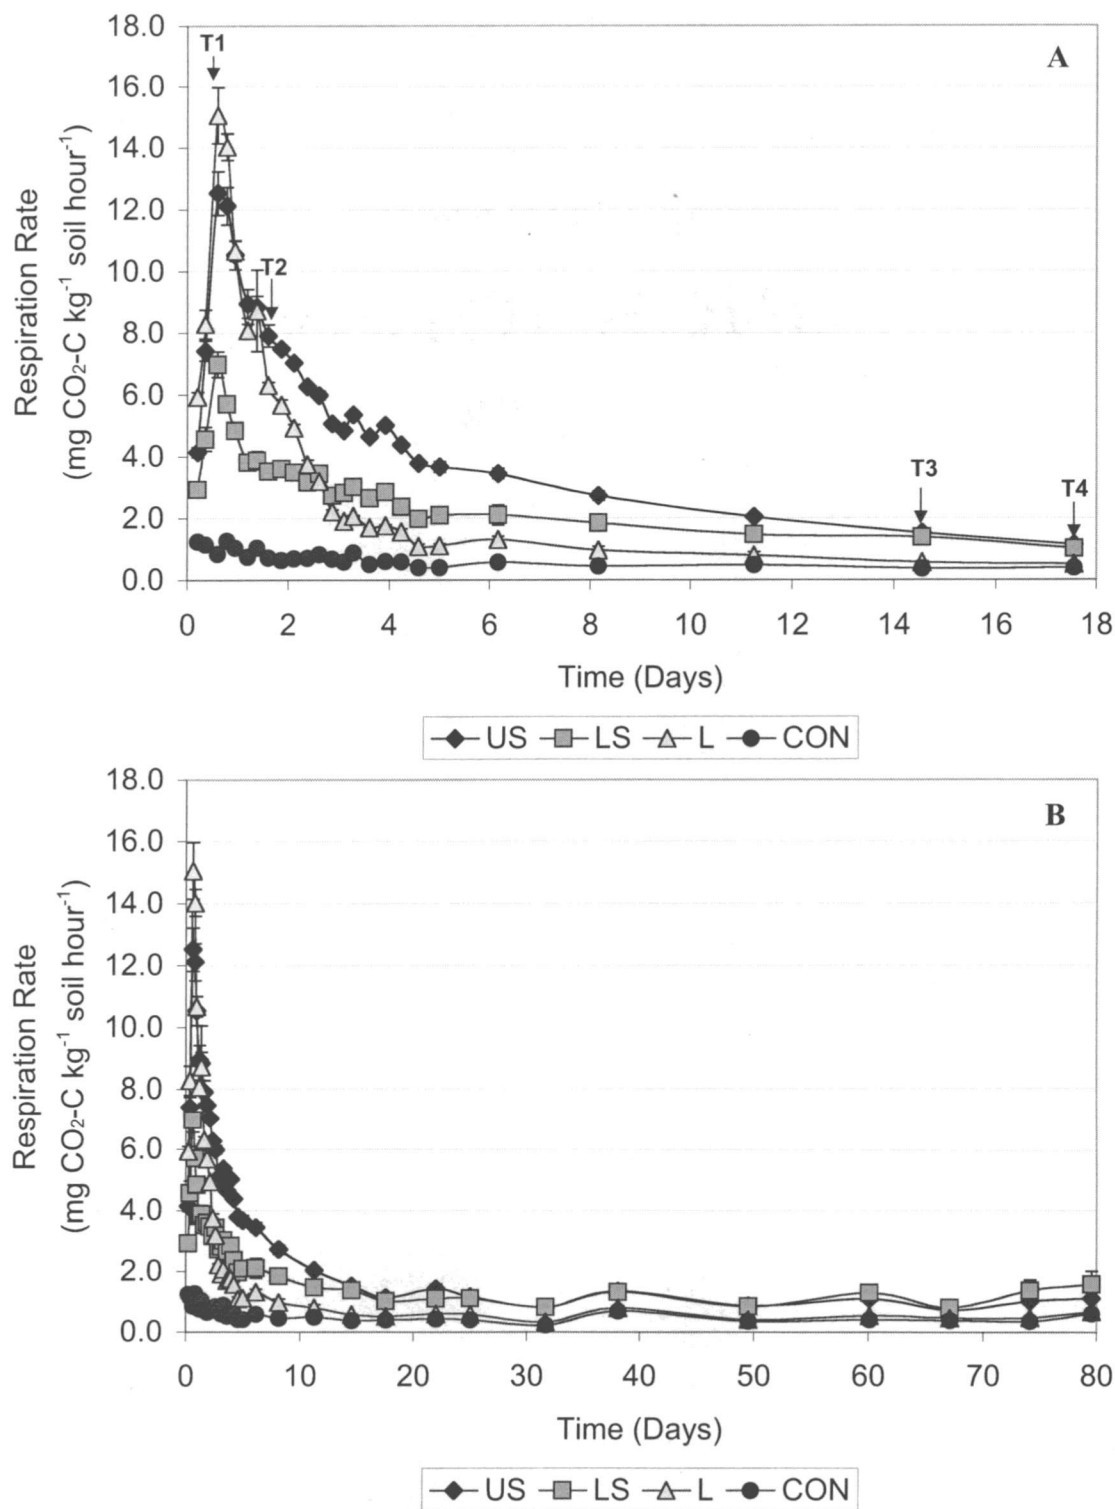 18.0
16.0
14.0
12.0
10.0
8.0
6.0
4.0
2.0
0.0
Respiration Rate
(mg CO₂-C kg⁻¹ soil hour⁻¹)
T1
T2
T3
T4
A
0 2 4 6 8 10 12 14 16 18
Time (Days)
US LS L CON
18.0
16.0
14.0
12.0
10.0
8.0
6.0
4.0
2.0
0.0
Respiration Rate
(mg CO₂-C kg⁻¹ soil hour⁻¹)
B
0 10 20 30 40 50 60 70 80
Time (Days)
US LS L CON